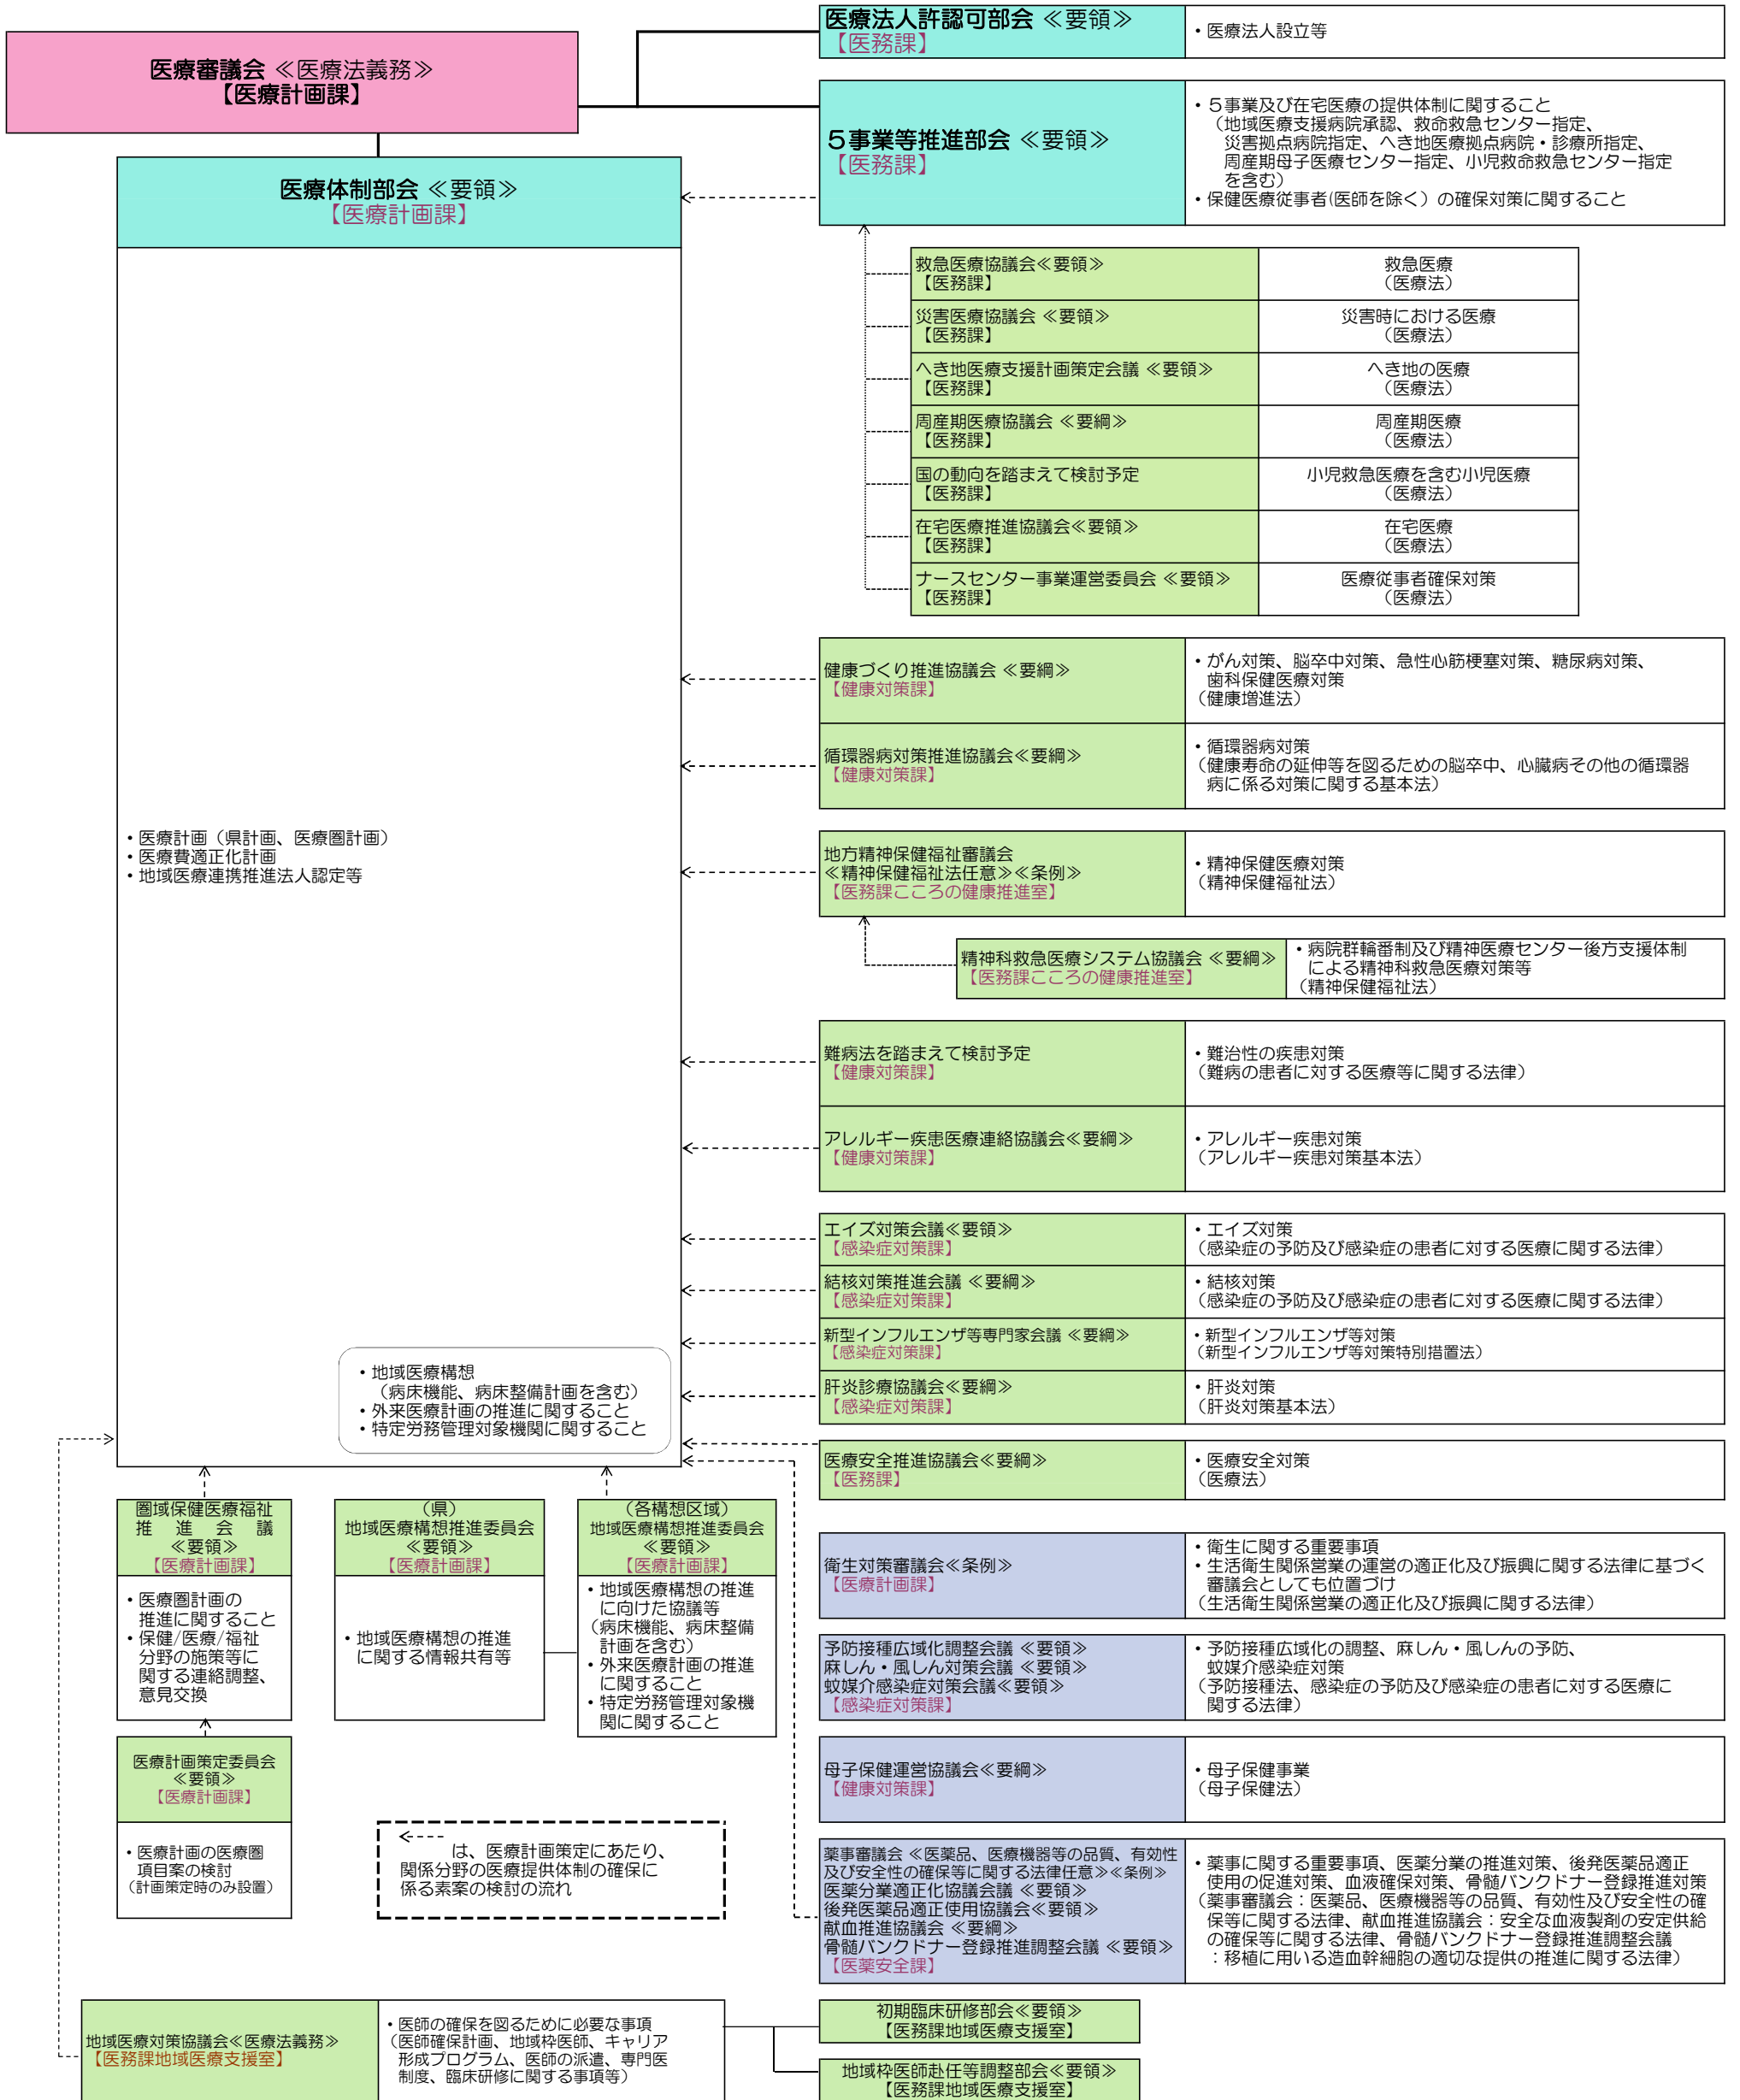 医療審議会 ≪医療法義務≫
【医療計画課】
医療法人許認可部会 ≪要領≫
【医務課】
・医療法人設立等
５事業等推進部会 ≪要領≫
【医務課】
・５事業及び在宅医療の提供体制に関すること
（地域医療支援病院承認、救命救急センター指定、
災害拠点病院指定、へき地医療拠点病院・診療所指定、
周産期母子医療センター指定、小児救命救急センター指定
を含む）
・保健医療従事者(医師を除く）の確保対策に関すること
医療体制部会 ≪要領≫
【医療計画課】
救急医療協議会≪要領≫
【医務課】
救急医療
（医療法）
災害医療協議会 ≪要領≫
【医務課】
災害時における医療
（医療法）
へき地医療支援計画策定会議 ≪要領≫
【医務課】
へき地の医療
（医療法）
周産期医療協議会 ≪要綱≫
【医務課】
周産期医療
（医療法）
国の動向を踏まえて検討予定
【医務課】
小児救急医療を含む小児医療
（医療法）
在宅医療推進協議会≪要領≫
【医務課】
在宅医療
（医療法）
ナースセンター事業運営委員会 ≪要領≫
【医務課】
医療従事者確保対策
（医療法）
健康づくり推進協議会 ≪要綱≫
【健康対策課】
・がん対策、脳卒中対策、急性心筋梗塞対策、糖尿病対策、
歯科保健医療対策
（健康増進法）
循環器病対策推進協議会≪要綱≫
【健康対策課】
・循環器病対策
（健康寿命の延伸等を図るための脳卒中、心臓病その他の循環器
病に係る対策に関する基本法）
・医療計画（県計画、医療圏計画）
・医療費適正化計画
・地域医療連携推進法人認定等
地方精神保健福祉審議会
≪精神保健福祉法任意≫≪条例≫
【医務課こころの健康推進室】
・精神保健医療対策
（精神保健福祉法）
精神科救急医療システム協議会 ≪要綱≫
【医務課こころの健康推進室】
・病院群輪番制及び精神医療センター後方支援体制
による精神科救急医療対策等
（精神保健福祉法）
難病法を踏まえて検討予定
【健康対策課】
・難治性の疾患対策
（難病の患者に対する医療等に関する法律）
アレルギー疾患医療連絡協議会≪要綱≫
【健康対策課】
・アレルギー疾患対策
（アレルギー疾患対策基本法）
エイズ対策会議≪要領≫
【感染症対策課】
・エイズ対策
（感染症の予防及び感染症の患者に対する医療に関する法律）
結核対策推進会議 ≪要綱≫
【感染症対策課】
・結核対策
（感染症の予防及び感染症の患者に対する医療に関する法律）
新型インフルエンザ等専門家会議 ≪要綱≫
【感染症対策課】
・新型インフルエンザ等対策
（新型インフルエンザ等対策特別措置法）
肝炎診療協議会≪要綱≫
【感染症対策課】
・肝炎対策
（肝炎対策基本法）
・地域医療構想
（病床機能、病床整備計画を含む）
・外来医療計画の推進に関すること
・特定労務管理対象機関に関すること
医療安全推進協議会≪要綱≫
【医務課】
・医療安全対策
（医療法）
圏域保健医療福祉
推　進　会　議
≪要領≫
【医療計画課】
・医療圏計画の
推進に関すること
・保健/医療/福祉
分野の施策等に
関する連絡調整、
意見交換
（県）
地域医療構想推進委員会
≪要領≫
【医療計画課】
・地域医療構想の推進
に関する情報共有等
（各構想区域）
地域医療構想推進委員会
≪要領≫
【医療計画課】
・地域医療構想の推進
に向けた協議等
（病床機能、病床整備
計画を含む）
・外来医療計画の推進
に関すること
・特定労務管理対象機
関に関すること
衛生対策審議会≪条例≫
【医療計画課】
・衛生に関する重要事項
・生活衛生関係営業の運営の適正化及び振興に関する法律に基づく
審議会としても位置づけ
（生活衛生関係営業の適正化及び振興に関する法律）
予防接種広域化調整会議 ≪要領≫
麻しん・風しん対策会議 ≪要領≫
蚊媒介感染症対策会議≪要領≫
【感染症対策課】
・予防接種広域化の調整、麻しん・風しんの予防、
蚊媒介感染症対策
（予防接種法、感染症の予防及び感染症の患者に対する医療に
関する法律）
医療計画策定委員会
≪要領≫
【医療計画課】
・医療計画の医療圏
項目案の検討
（計画策定時のみ設置）
母子保健運営協議会≪要綱≫
【健康対策課】
・母子保健事業
（母子保健法）
は、医療計画策定にあたり、
関係分野の医療提供体制の確保に
係る素案の検討の流れ
薬事審議会 ≪医薬品、医療機器等の品質、有効性
及び安全性の確保等に関する法律任意≫≪条例≫
医薬分業適正化協議会議 ≪要領≫
後発医薬品適正使用協議会≪要領≫
献血推進協議会 ≪要綱≫
骨髄バンクドナー登録推進調整会議 ≪要領≫
【医薬安全課】
・薬事に関する重要事項、医薬分業の推進対策、後発医薬品適正
使用の促進対策、血液確保対策、骨髄バンクドナー登録推進対策
（薬事審議会：医薬品、医療機器等の品質、有効性及び安全性の確
保等に関する法律、献血推進協議会：安全な血液製剤の安定供給
の確保等に関する法律、骨髄バンクドナー登録推進調整会議
：移植に用いる造血幹細胞の適切な提供の推進に関する法律）
地域医療対策協議会≪医療法義務≫
【医務課地域医療支援室】
・医師の確保を図るために必要な事項
（医師確保計画、地域枠医師、キャリア
形成プログラム、医師の派遣、専門医
制度、臨床研修に関する事項等）
初期臨床研修部会≪要領≫
【医務課地域医療支援室】
地域枠医師赴任等調整部会≪要領≫
【医務課地域医療支援室】